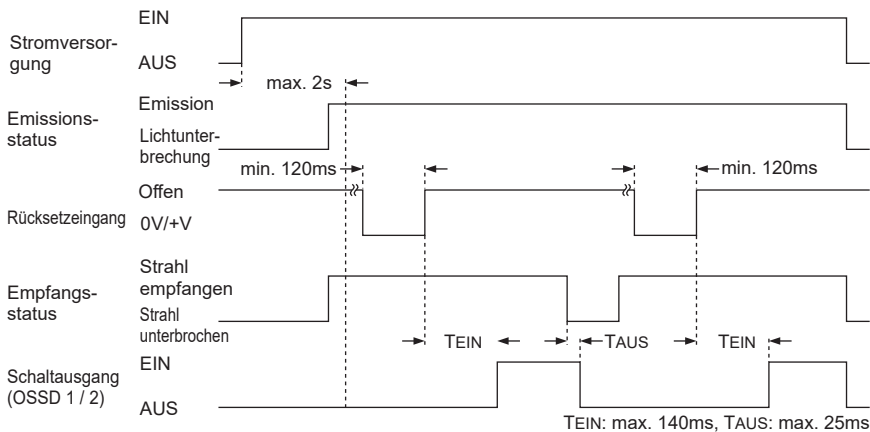 EIN
Stromversor-
gung
AUS
max. 2s
Emission
Emissions-
status
Lichtunter-
brechung
min. 120ms
min. 120ms
Offen
Rücksetzeingang
0V/+V
Strahl
empfangen
Empfangs-
status
Strahl
unterbrochen
TEIN
TAUS
TEIN
EIN
Schaltausgang
(OSSD 1 / 2)
AUS
TEIN: max. 140ms, TAUS: max. 25ms